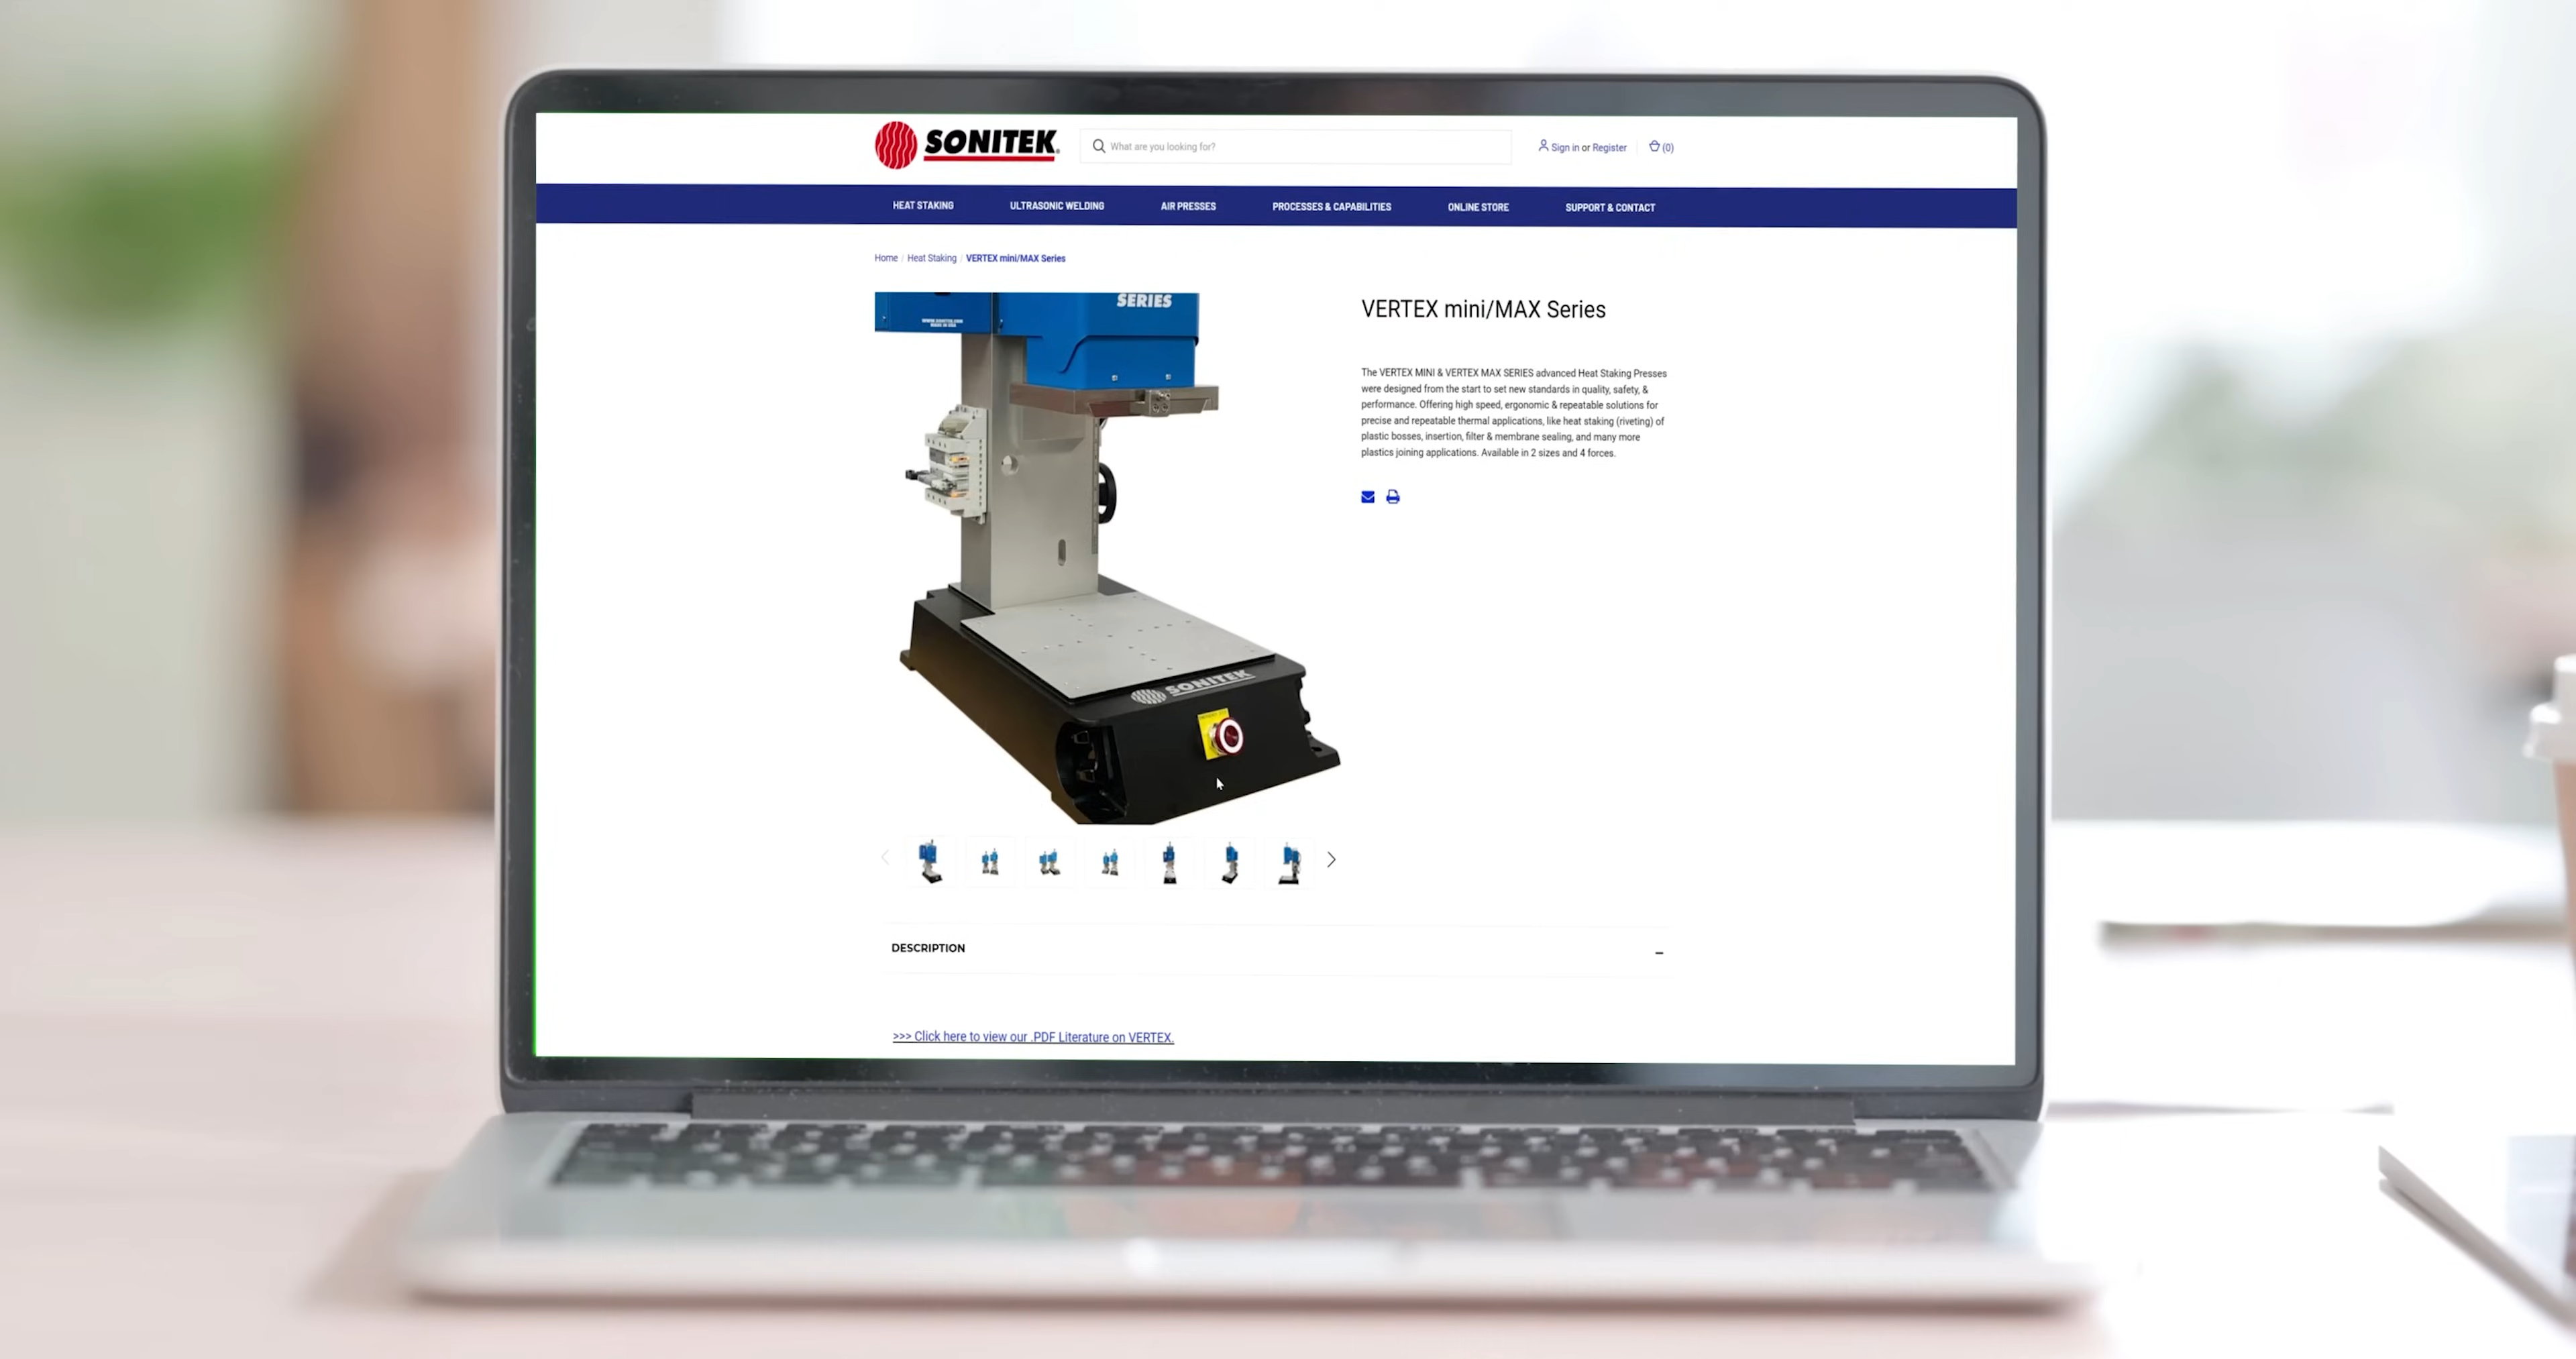 SONITEK
What are you looking for?
Sign in or Register
(0)
HEAT STAKING
ULTRASONIC WELDING
AIR PRESSES
PROCESSES & CAPABILITIES
ONLINE STORE
SUPPORT & CONTACT
Home / Heat Staking / VERTEX mini/MAX Series
SERIES
SONITEK
VERTEX mini/MAX Series
The VERTEX MINI & VERTEX MAX SERIES advanced Heat Staking Presses
were designed from the start to set new standards in quality, safety, &
performance. Offering high speed, ergonomic & repeatable solutions for
precise and repeatable thermal applications, like heat staking (riveting) of
plastic bosses, insertion, filter & membrane sealing, and many more
plastics joining applications. Available in 2 sizes and 4 forces.
DESCRIPTION
>>> Click here to view our .PDF Literature on VERTEX.